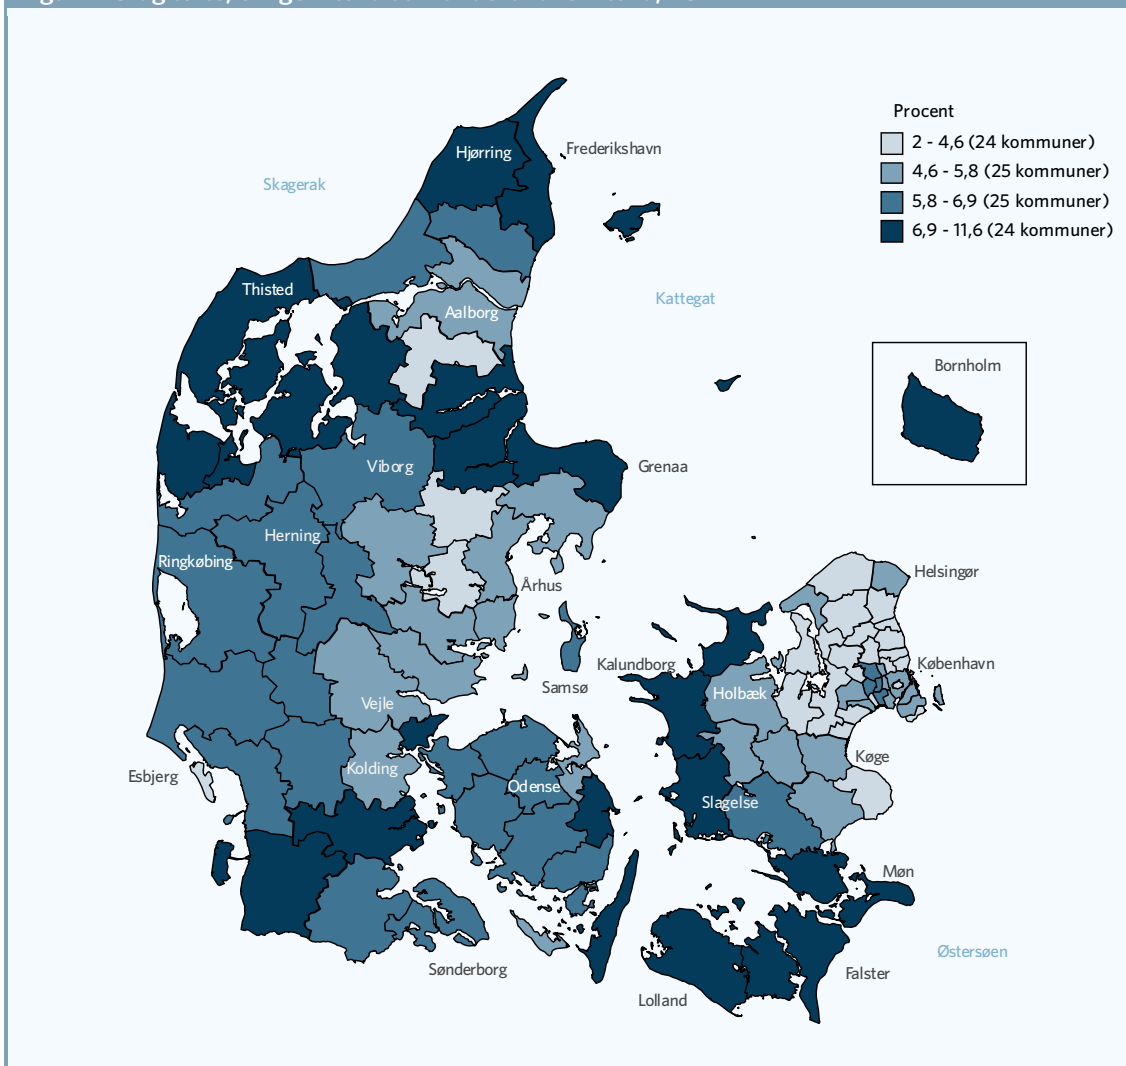 Procent
2 - 4,6 (24 kommuner)
4,6 - 5,8 (25 kommuner)
5,8 - 6,9 (25 kommuner)
6,9 - 11,6 (24 kommuner)
Hjørring
Frederikshavn
Skagerak
Thisted
Kattegat
Aalborg
Bornholm
Viborg
Grenaa
Herning
Ringkøbing
Helsingør
Århus
Kalundborg
København
Samsø
Holbæk
Vejle
Køge
Kolding
Esbjerg
Odense
Slagelse
Møn
Østersøen
Sønderborg
Falster
Lolland